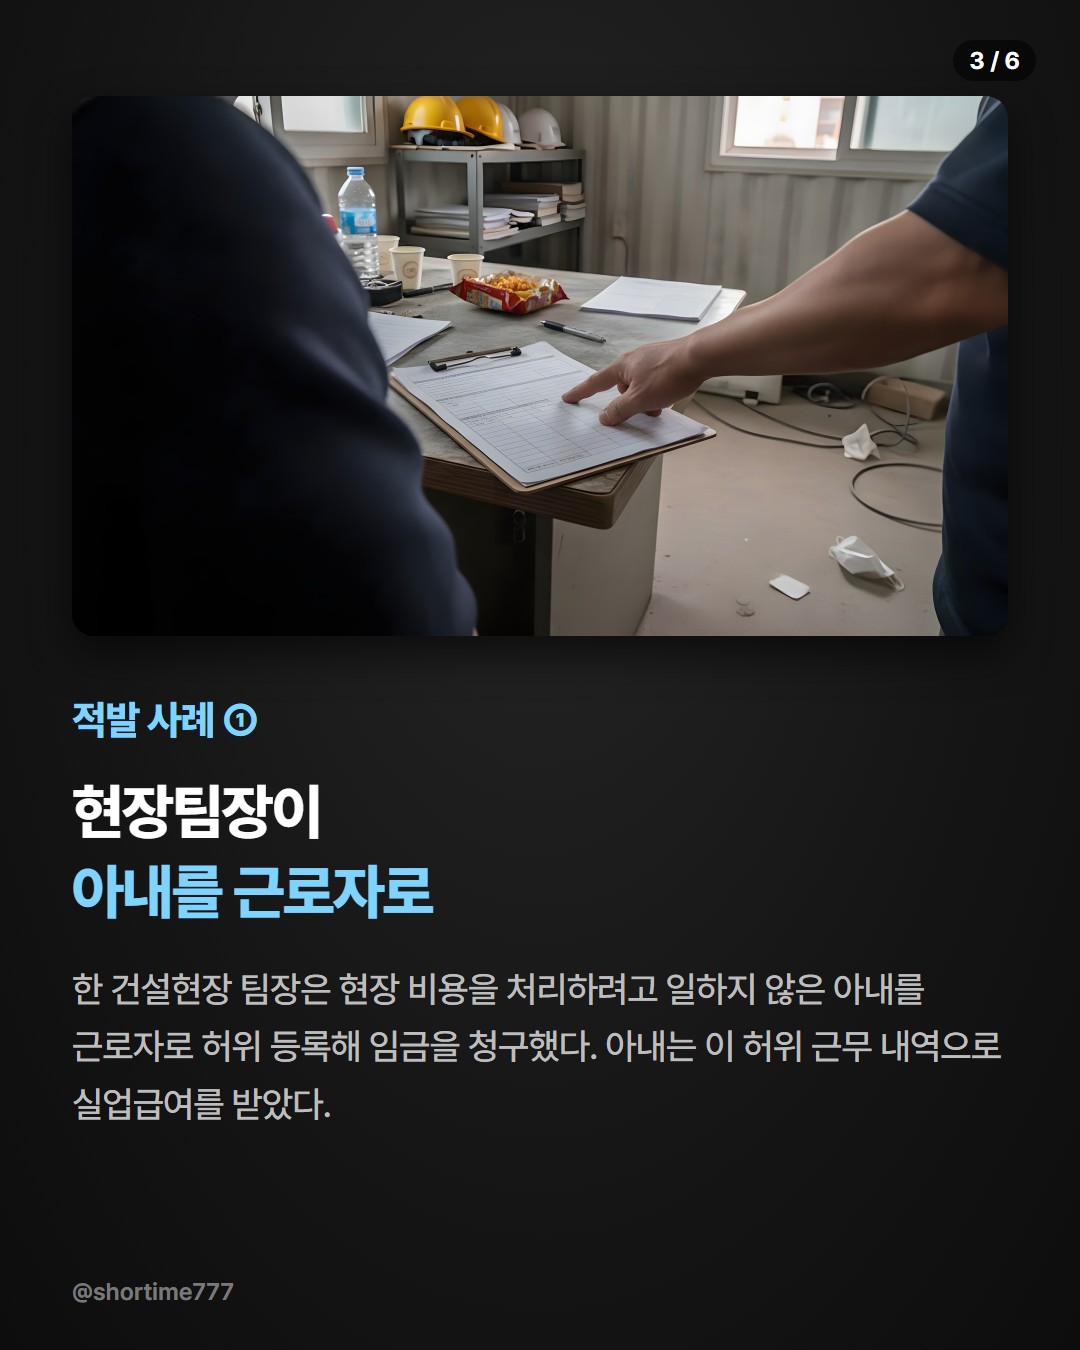 3 / 6
적발 사례 ①
현장팀장이
아내를 근로자로
한 건설현장 팀장은 현장 비용을 처리하려고 일하지 않은 아내를
근로자로 허위 등록해 임금을 청구했다. 아내는 이 허위 근무 내역으로
실업급여를 받았다.
@shortime777